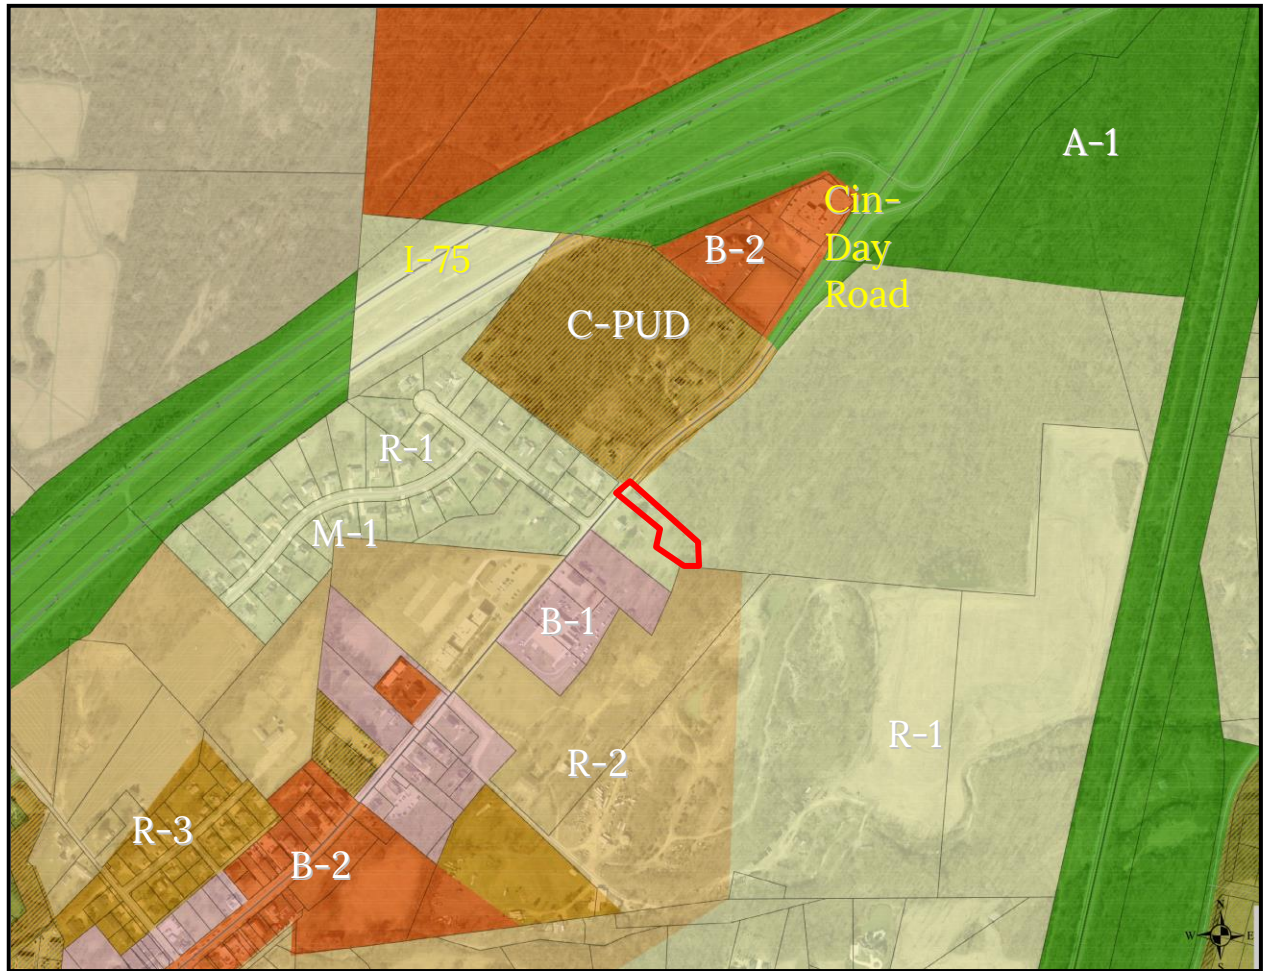 A-1
Cin-
Day
Road
B-2
I-75
C-PUD
R-1
M-1
B-1
R-1
R-2
R-3
B-2
N
W
E
S